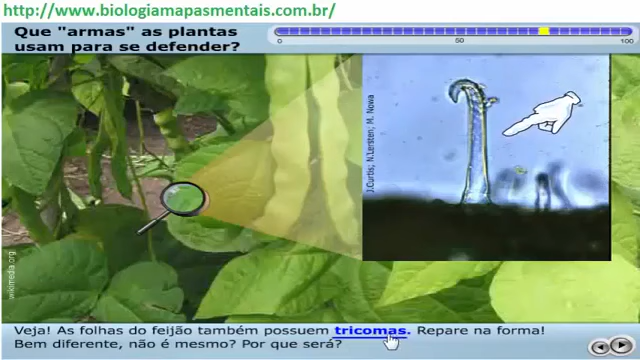 http://www.biologiamapasmentais.com.br/
Que "armas" as plantas
usam para se defender?
0 50 100
J.Curtis; N.Lersten; M. Nowa
wikimedia.org
Veja! As folhas do feijão também possuem tricomas. Repare na forma!
Bem diferente, não é mesmo? Por que será?